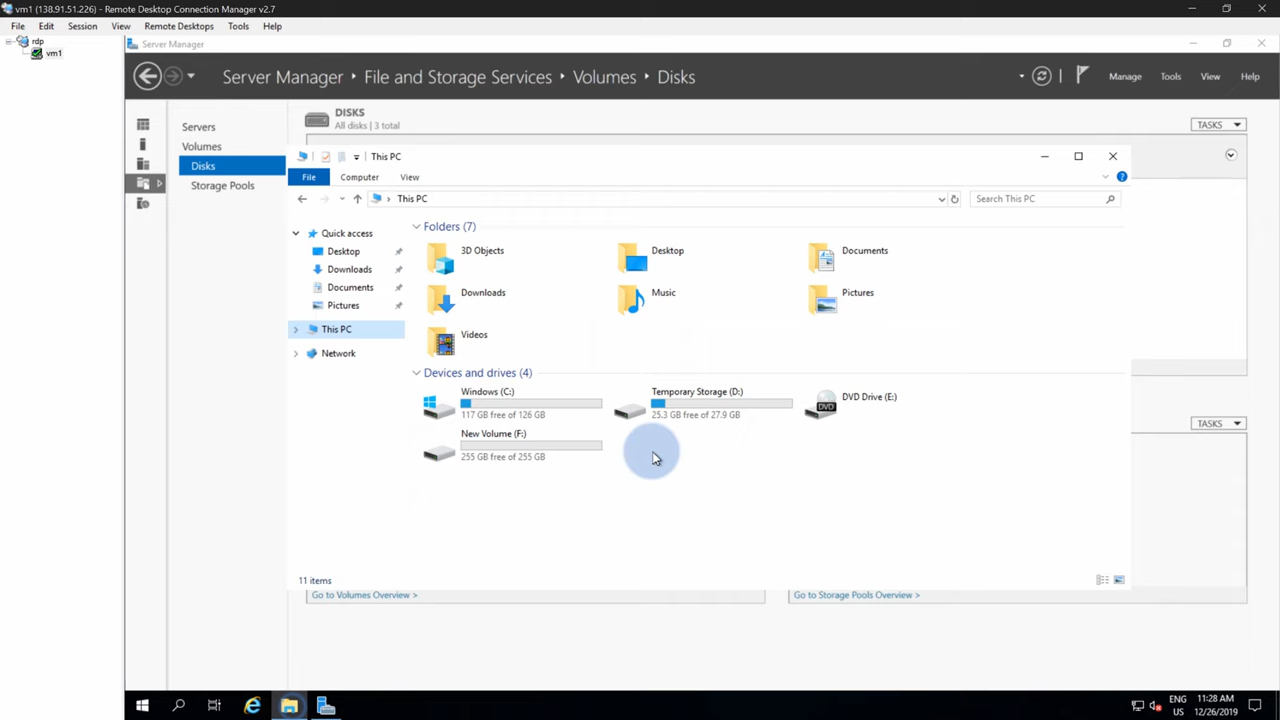 vm1 (138.91.51.226) - Remote Desktop Connection Manager v2.7
File Edit Session View Remote Desktops Tools Help
rdp
vm1
Server Manager
Server Manager ‣ File and Storage Services ‣ Volumes ‣ Disks
Manage Tools View Help
Servers
Volumes
Disks
Storage Pools
DISKS
All disks | 3 total
TASKS
This PC
File Computer View
This PC
Search This PC
Quick access
Desktop
Downloads
Documents
Pictures
This PC
Network
Folders (7)
3D Objects
Desktop
Documents
Downloads
Music
Pictures
Videos
Devices and drives (4)
Windows (C:)
117 GB free of 126 GB
Temporary Storage (D:)
25.3 GB free of 27.9 GB
DVD Drive (E:)
DVD
New Volume (F:)
255 GB free of 255 GB
11 items
TASKS
Go to Volumes Overview >
Go to Storage Pools Overview >
ENG
US
11:28 AM
12/26/2019